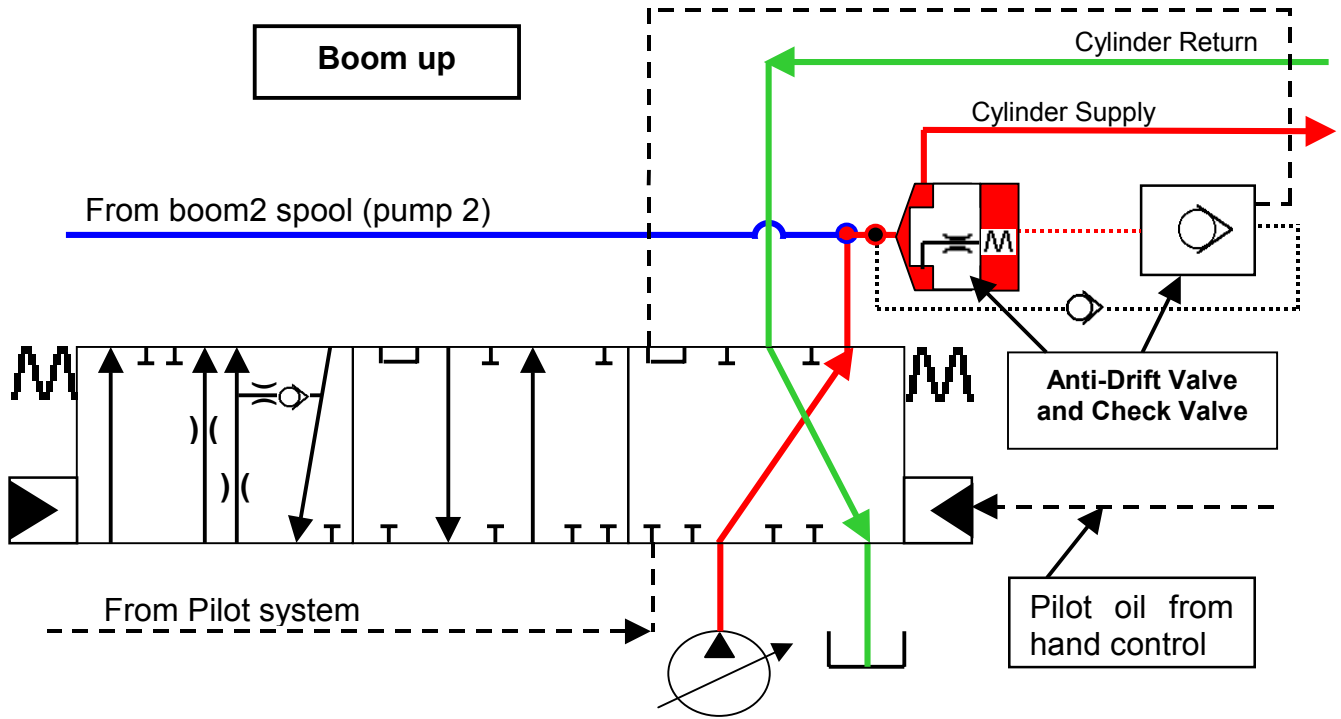 Boom up
Cylinder Return
Cylinder Supply
From boom2 spool (pump 2)
Anti-Drift Valve
and Check Valve
From Pilot system
Pilot oil from
hand control